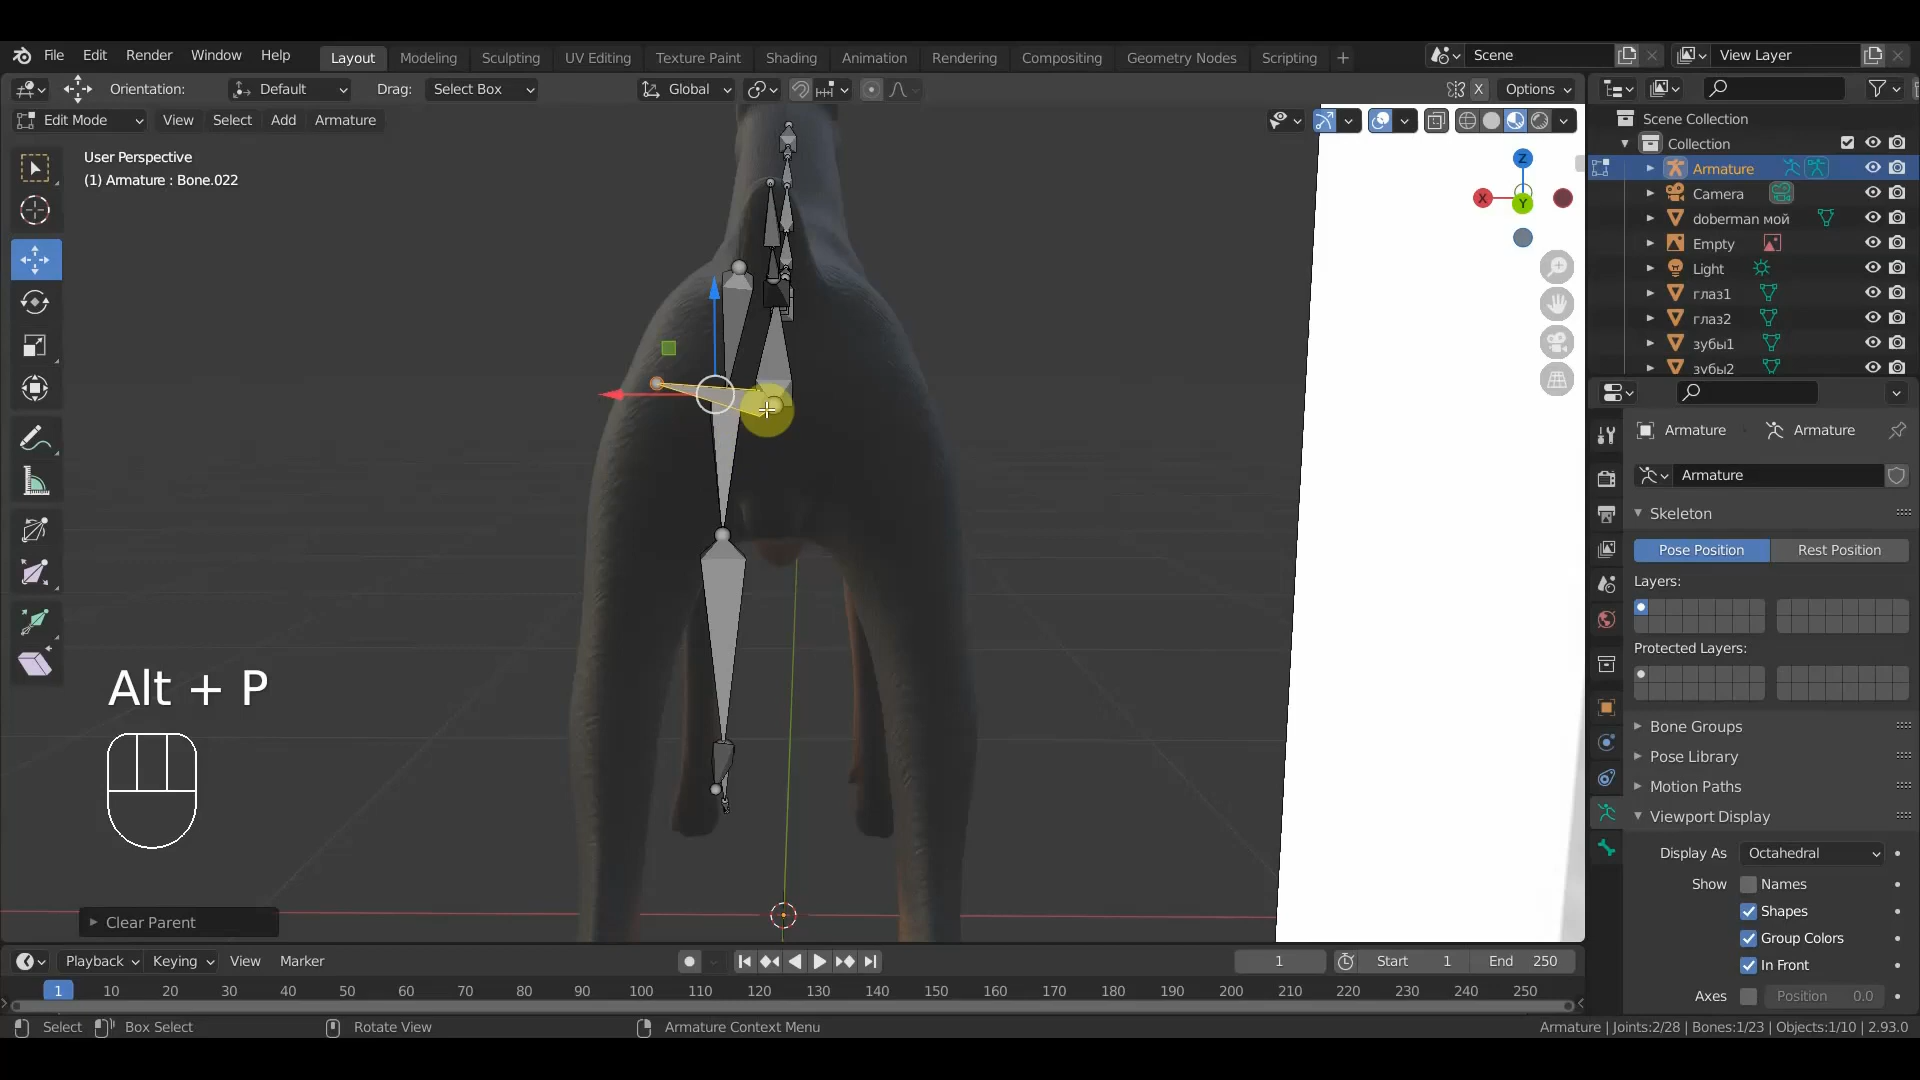 File Edit Render Window Help Layout Modeling Sculpting UV Editing Texture Paint Shading Animation Rendering Compositing Geometry Nodes Scripting + Scene View Layer
Orientation: Default Drag: Select Box Global X Options
Edit Mode View Select Add Armature
User Perspective
(1) Armature : Bone.022
Z
X
Y
Scene Collection
Collection
Armature
Camera
doberman мой
Empty
Light
глаз1
глаз2
зубы1
зубы2
Armature Armature
Armature
Skeleton
Pose Position Rest Position
Layers:
Protected Layers:
Bone Groups
Pose Library
Motion Paths
Viewport Display
Display As Octahedral
Show Names
Shapes
Group Colors
In Front
Axes Position 0.0
Alt + P
Clear Parent
Playback Keying View Marker 1 Start 1 End 250
1 10 20 30 40 50 60 70 80 90 100 110 120 130 140 150 160 170 180 190 200 210 220 230 240 250
Select Box Select Rotate View Armature Context Menu Armature | Joints:2/28 | Bones:1/23 | Objects:1/10 | 2.93.0